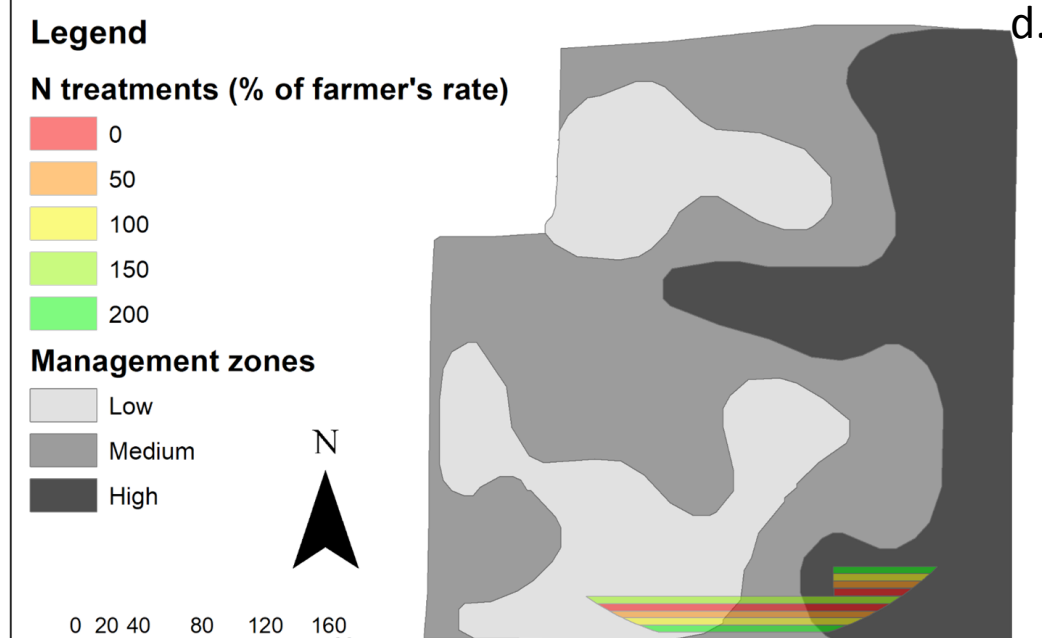 d.
Legend
N treatments (% of farmer's rate)
0
50
100
150
200
Management zones
Low
Medium
High
N
0 20 40 80 120 160